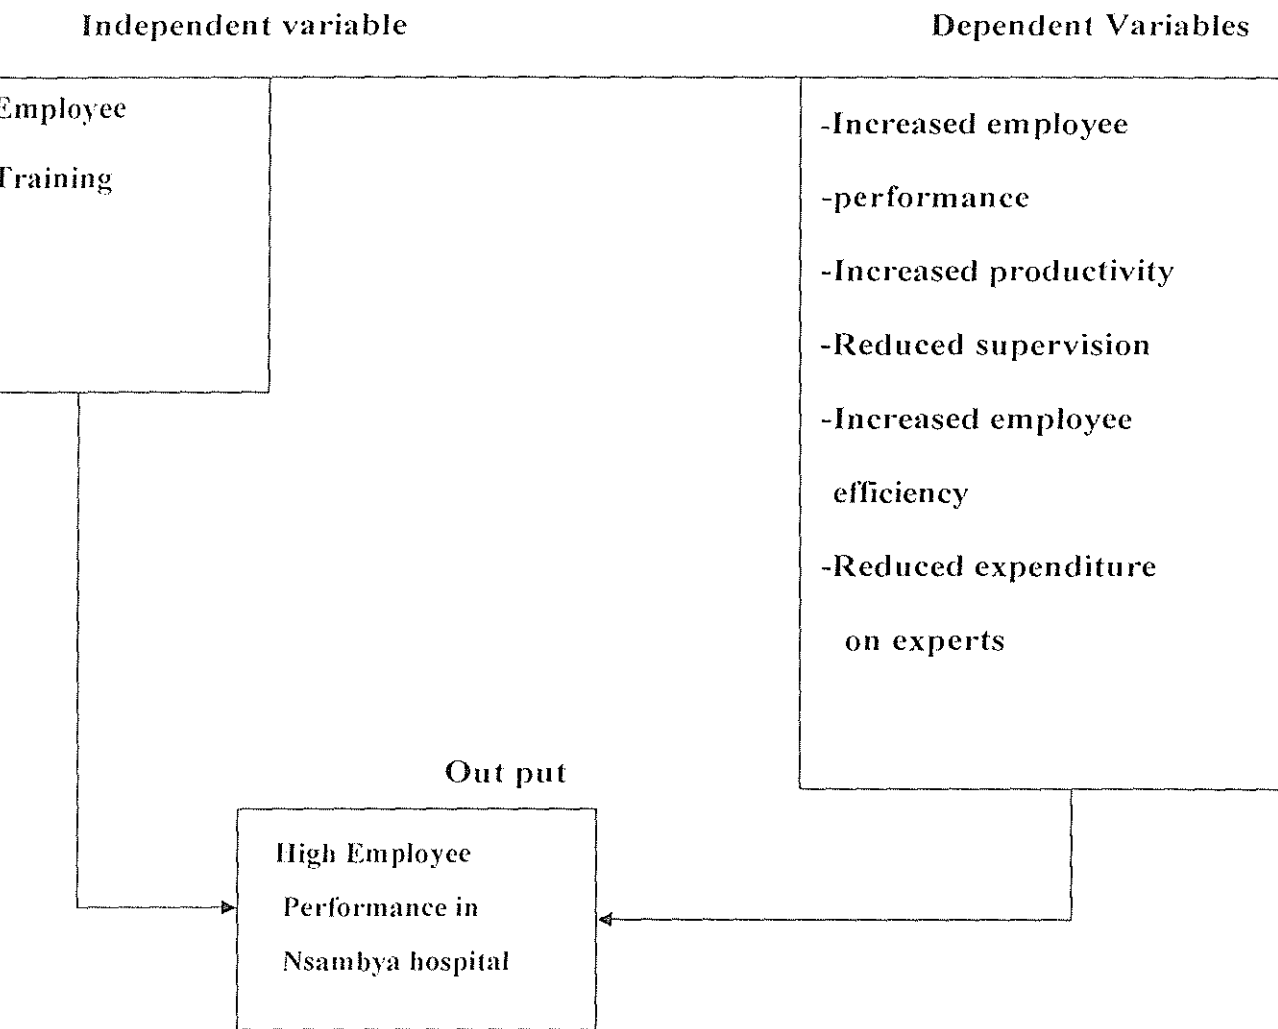 Independent variable
Dependent Variables
Employee
Training
-Increased employee
-performance
-Increased productivity
-Reduced supervision
-Increased employee
efficiency
-Reduced expenditure
on experts
Out put
High Employee
Performance in
Nsambya hospital